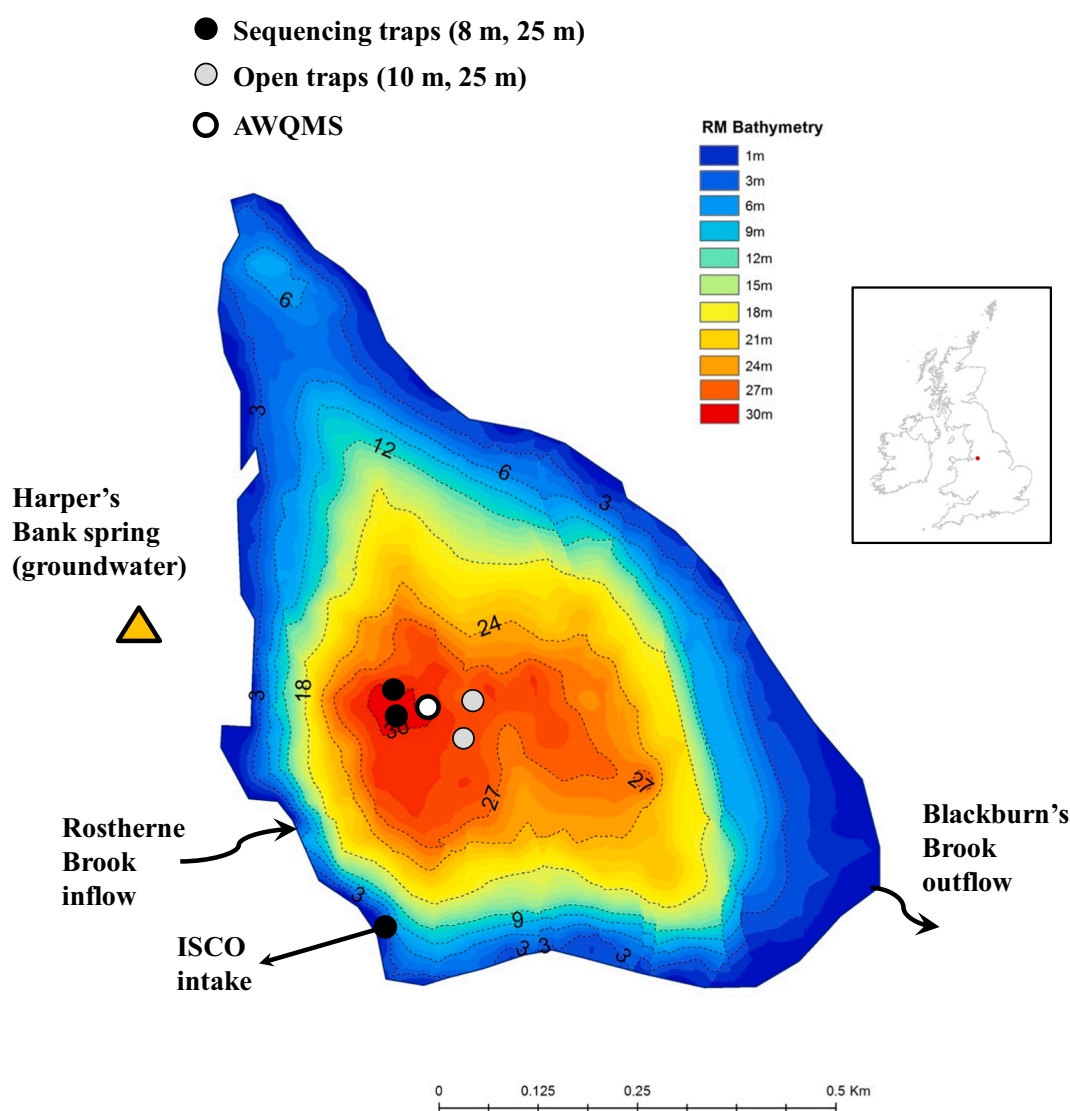 Sequencing traps (8 m, 25 m)
Open traps (10 m, 25 m)
AWQMS
RM Bathymetry
1m
3m
6m
9m
12m
15m
18m
21m
24m
27m
30m
6
3
12
6
3
Harper's
Bank spring
(groundwater)
24
3
18
30
27
27
Rostherne
Brook
inflow
Blackburn's
Brook
outflow
3
9
3
3
3
ISCO
intake
0
0.125
0.25
0.5 Km